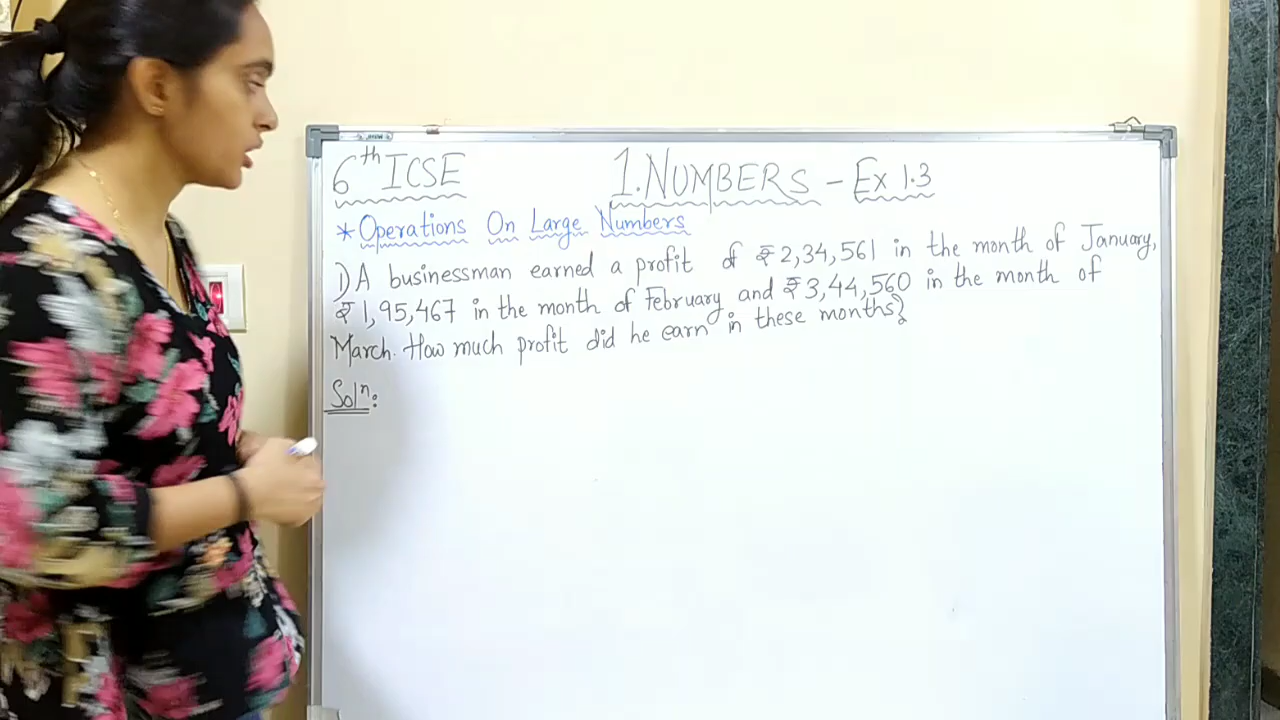 6th ICSE
1. NUMBERS - Ex 1.3
* Operations On Large Numbers
1) A businessman earned a profit of ₹ 2,34,561 in the month of January,
₹ 1,95,467 in the month of February and ₹ 3,44,560 in the month of
March. How much profit did he earn in these months?
Solⁿ: